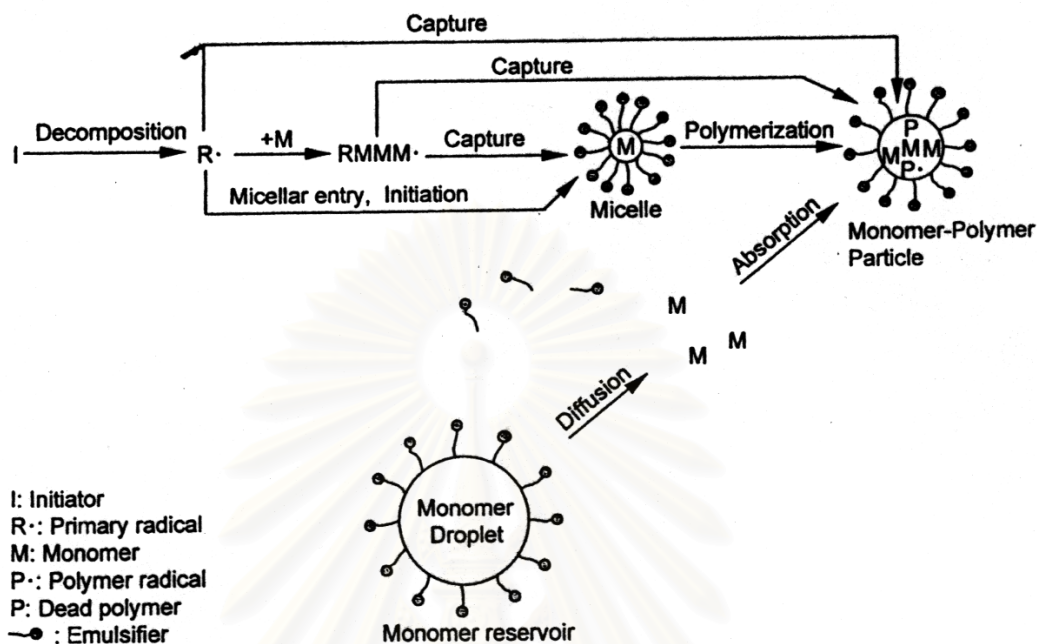 Capture
Capture
Decomposition
I
R·
+M
RMMM·
Capture
M
Polymerization
P
MMM
P·
Micellar entry, Initiation
Micelle
Monomer-Polymer
Particle
Absorption
M
M
M
Diffusion
Monomer
Droplet
Monomer reservoir
I: Initiator
R·: Primary radical
M: Monomer
P·: Polymer radical
P: Dead polymer
: Emulsifier